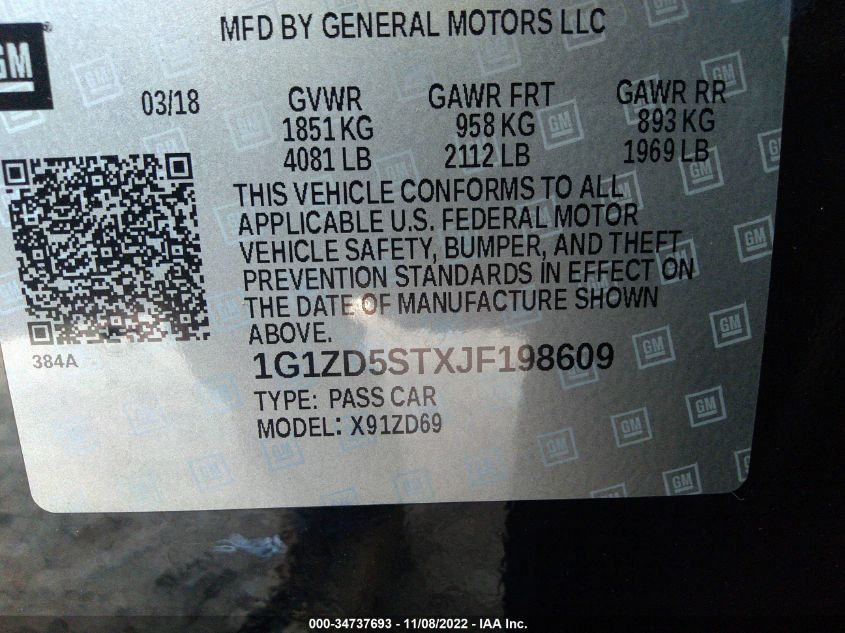 MFD BY GENERAL MOTORS LLC
GM
03/18 GVWR GAWR FRT GAWR RR
1851 KG 958 KG 893 KG
4081 LB 2112 LB 1969 LB
THIS VEHICLE CONFORMS TO ALL
APPLICABLE U.S. FEDERAL MOTOR
VEHICLE SAFETY, BUMPER, AND THEFT
PREVENTION STANDARDS IN EFFECT ON
THE DATE OF MANUFACTURE SHOWN
ABOVE.
384A
1G1ZD5STXJF198609
TYPE: PASS CAR
MODEL: X91ZD69
000-34737693 - 11/08/2022 - IAA Inc.